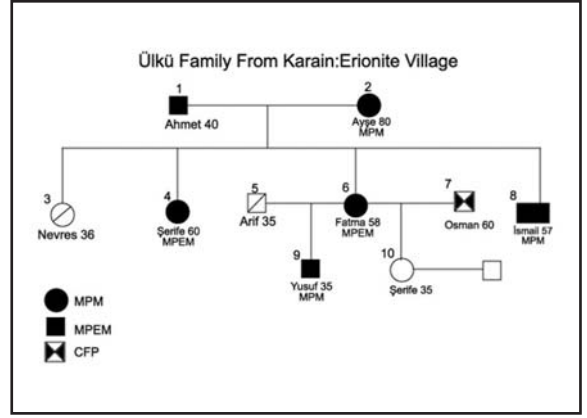 Ülkü Family From Karain:Erionite Village
1
2
Ahmet 40
Ayşe 80
MPM
3
4
5
6
7
8
Nevres 36
Şerife 60
MPEM
Arif 35
Fatma 58
MPEM
Osman 60
İsmail 57
MPM
9
10
Yusuf 35
MPM
Şerife 35
MPM
MPEM
CFP